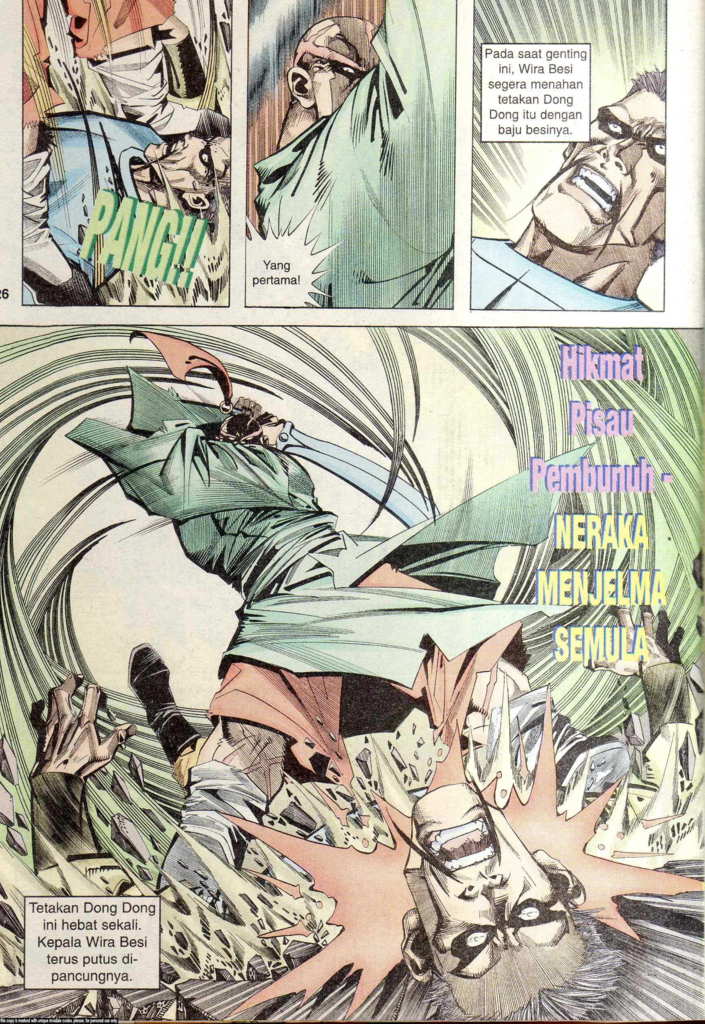 PANG!!
Yang
pertama!
Pada saat genting
ini, Wira Besi
segera menahan
tetakan Dong
Dong itu dengan
baju besinya.
26
Hikmat
Pisau
Pembunuh -
NERAKA
MENJELMA
SEMULA
Tetakan Dong Dong
ini hebat sekali.
Kepala Wira Besi
terus putus di-
pancungnya.